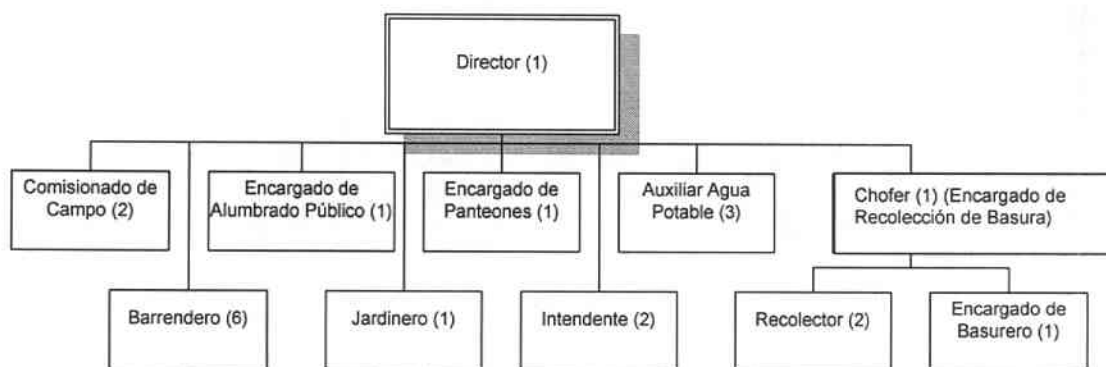 Director (1)
Comisionado de
Campo (2)
Encargado de
Alumbrado Público (1)
Encargado de
Panteones (1)
Auxiliar Agua
Potable (3)
Chofer (1) (Encargado de
Recolección de Basura)
Barrendero (6)
Jardinero (1)
Intendente (2)
Recolector (2)
Encargado de
Basurero (1)